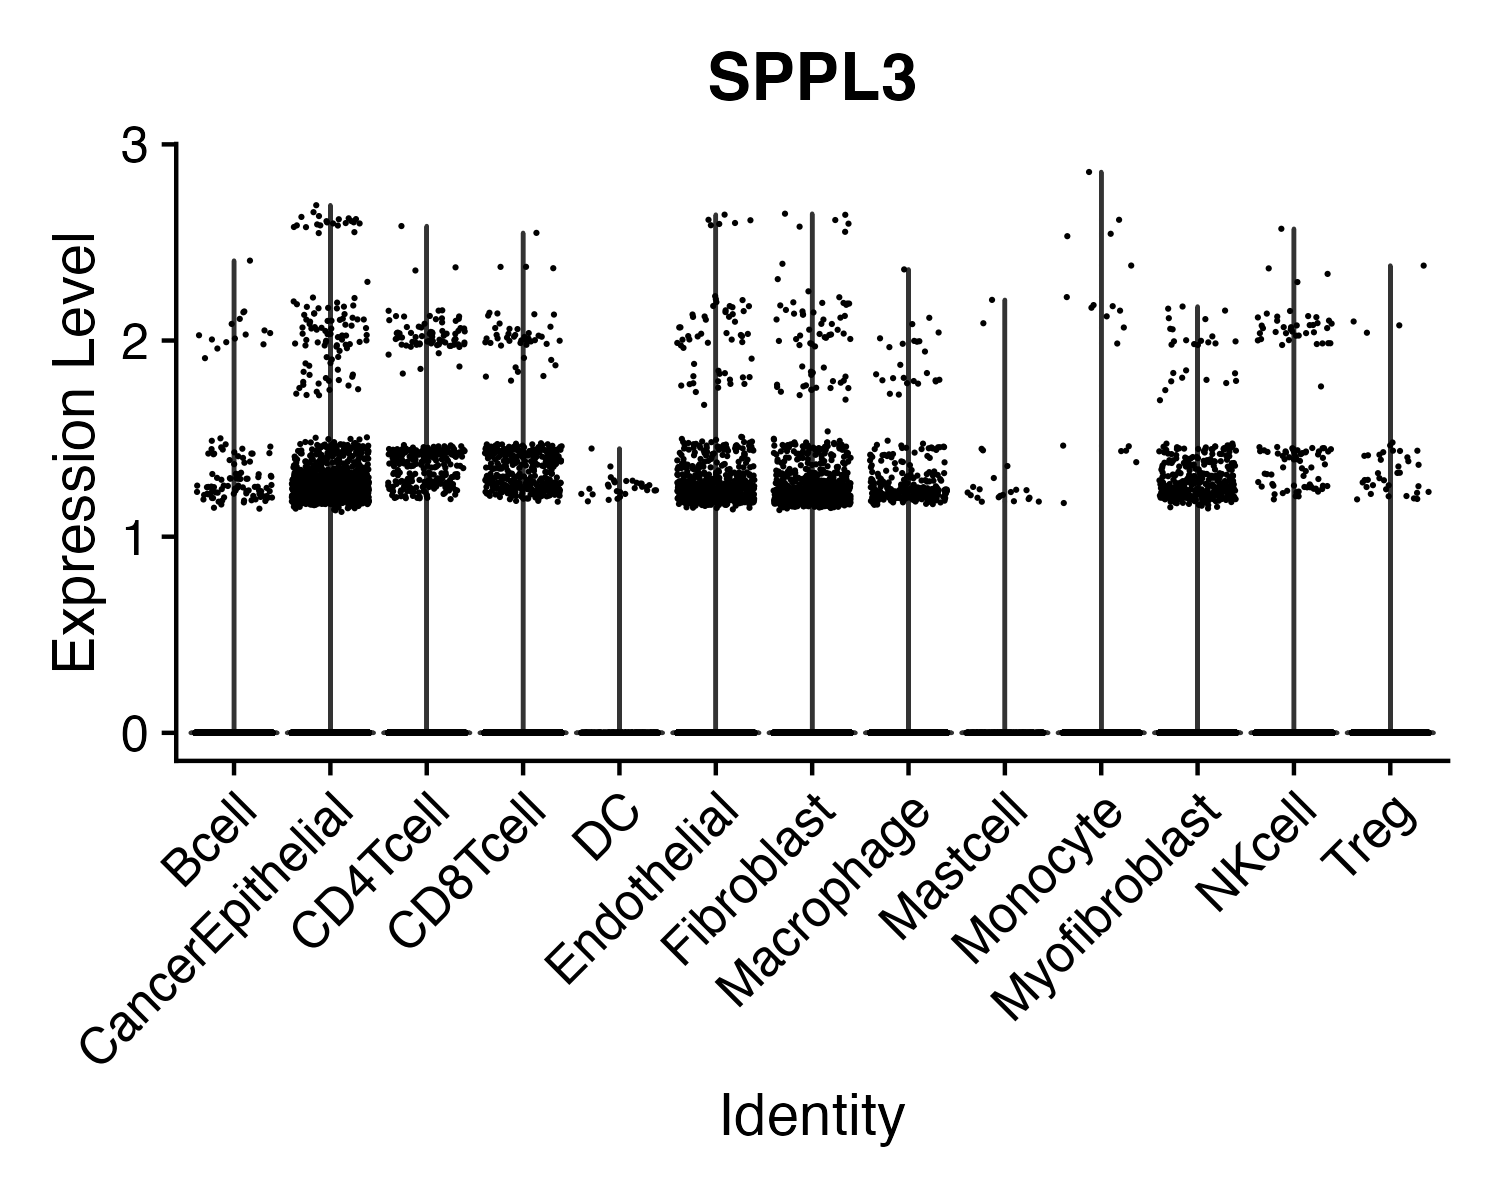 SPPL3
Expression Level
3
2
1
0
Bcell
CancerEpithelial
CD4Tcell
CD8Tcell
DC
Endothelial
Fibroblast
Macrophage
Mastcell
Monocyte
Myofibroblast
NKcell
Treg
Identity